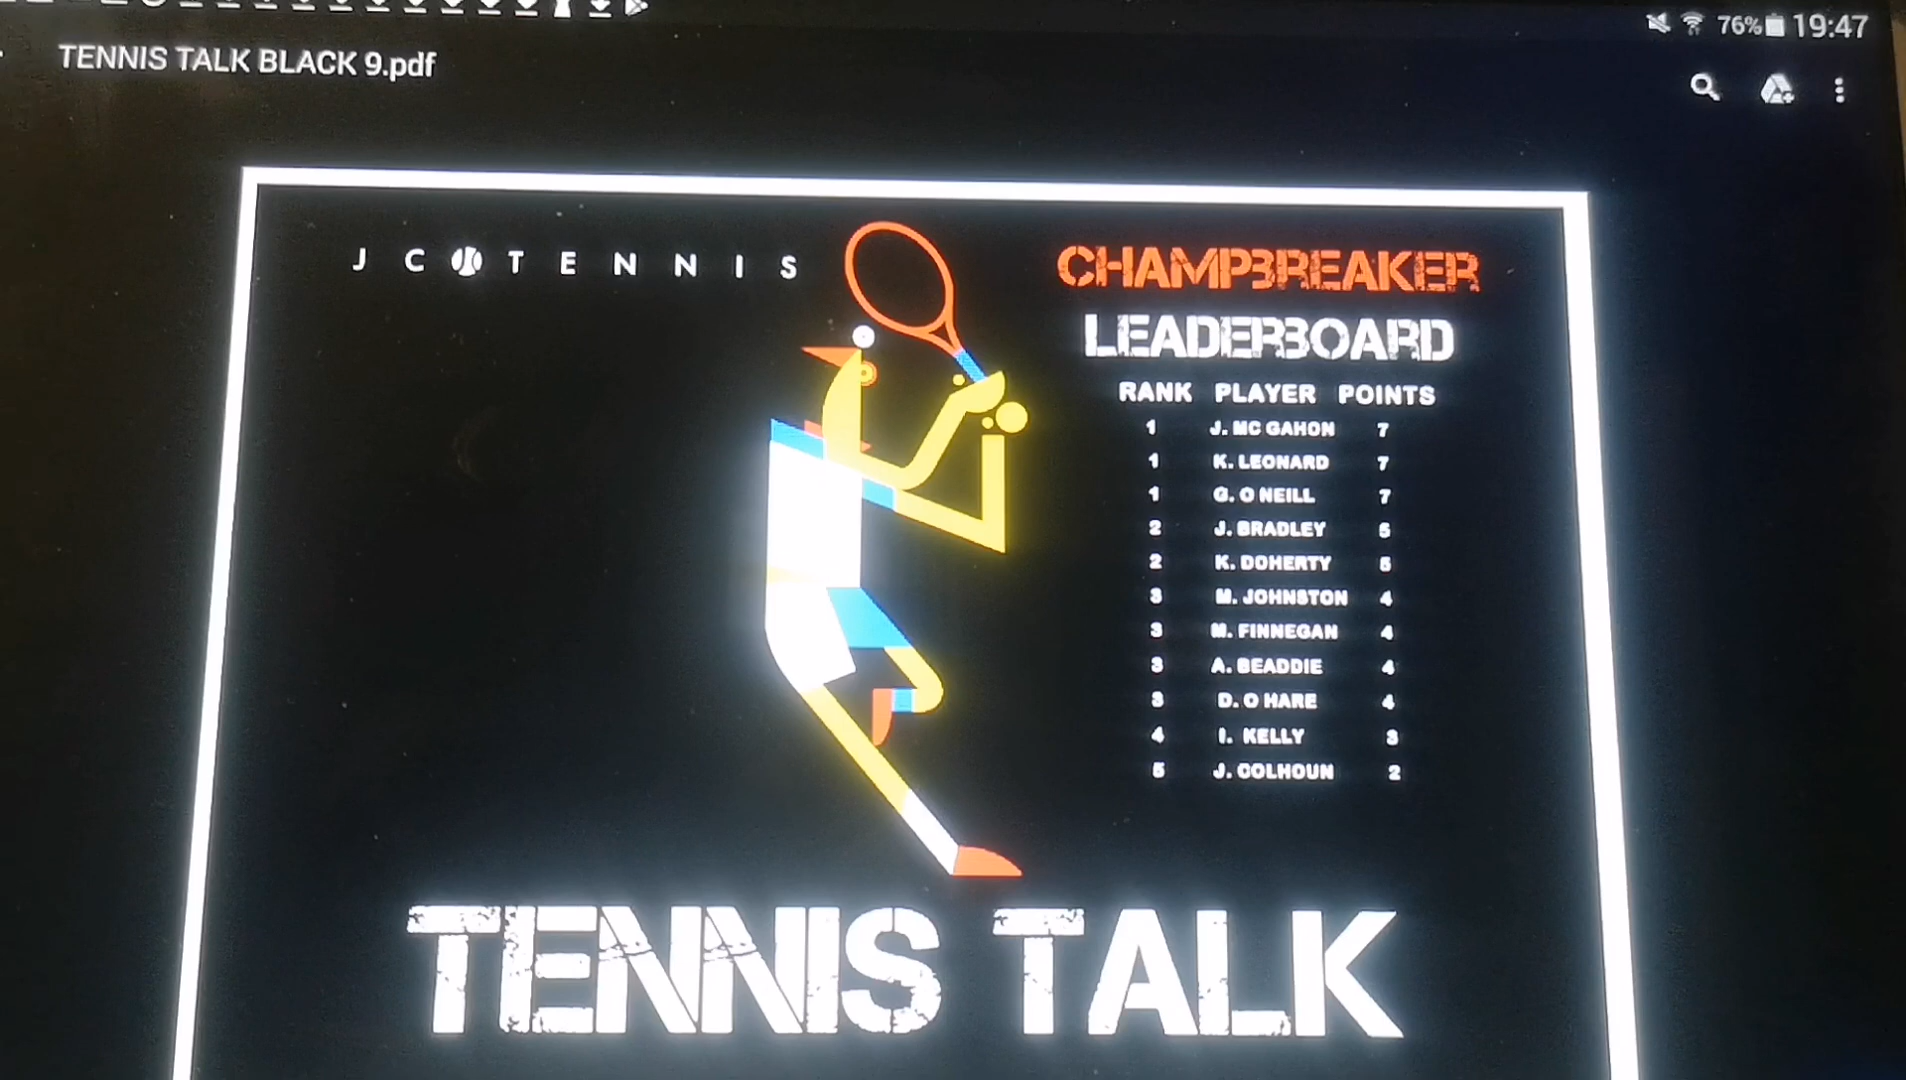 76% 19:47
TENNIS TALK BLACK 9.pdf
JC TENNIS
CHAMPBREAKER
LEADERBOARD
RANK PLAYER POINTS
1 J. MC GAHON 7
1 K. LEONARD 7
1 G. O NEILL 7
2 J. BRADLEY 5
2 K. DOHERTY 5
3 M. JOHNSTON 4
3 M. FINNEGAN 4
3 A. BEADDIE 4
3 D. O HARE 4
4 I. KELLY 3
5 J. COLHOUN 2
TENNIS TALK